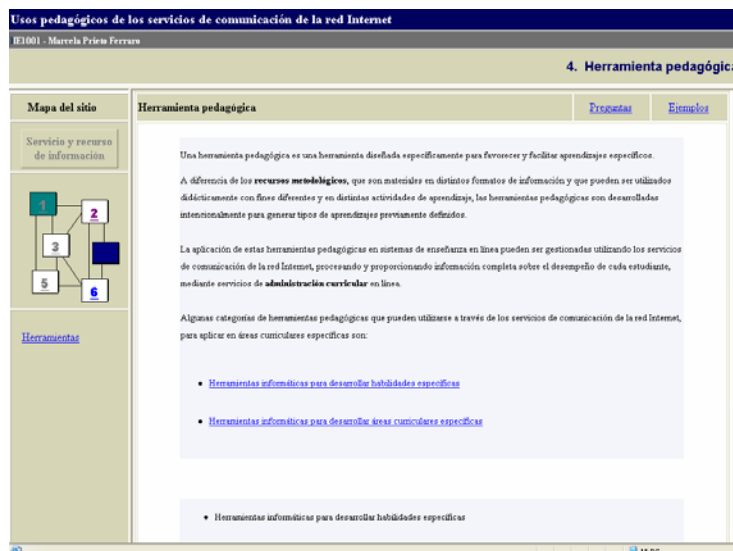 Usos pedagógicos de los servicios de comunicación de la red Internet
IE1001 - Marcela Prieto Ferraro
4. Herramienta pedagógica
Mapa del sitio
Herramienta pedagógica
Preguntas
Ejemplos
Servicio y recurso
de información
1
2
3
5
6
Herramientas
Una herramienta pedagógica es una herramienta diseñada específicamente para favorecer y facilitar aprendizajes específicos.
A diferencia de los recursos metodológicos, que son materiales en distintos formatos de información y que pueden ser utilizados
didácticamente con fines diferentes y en distintas actividades de aprendizaje, las herramientas pedagógicas son desarrolladas
intencionalmente para generar tipos de aprendizajes previamente definidos.
La aplicación de estas herramientas pedagógicas en sistemas de enseñanza en línea pueden ser gestionadas utilizando los servicios
de comunicación de la red Internet, procesando y proporcionando información completa sobre el desempeño de cada estudiante,
mediante servicios de administración curricular en línea.
Algunas categorías de herramientas pedagógicas que pueden utilizarse a través de los servicios de comunicación de la red Internet,
para aplicar en áreas curriculares específicas son:
Herramientas informáticas para desarrollar habilidades específicas
Herramientas informáticas para desarrollar áreas curriculares específicas
Herramientas informáticas para desarrollar habilidades específicas